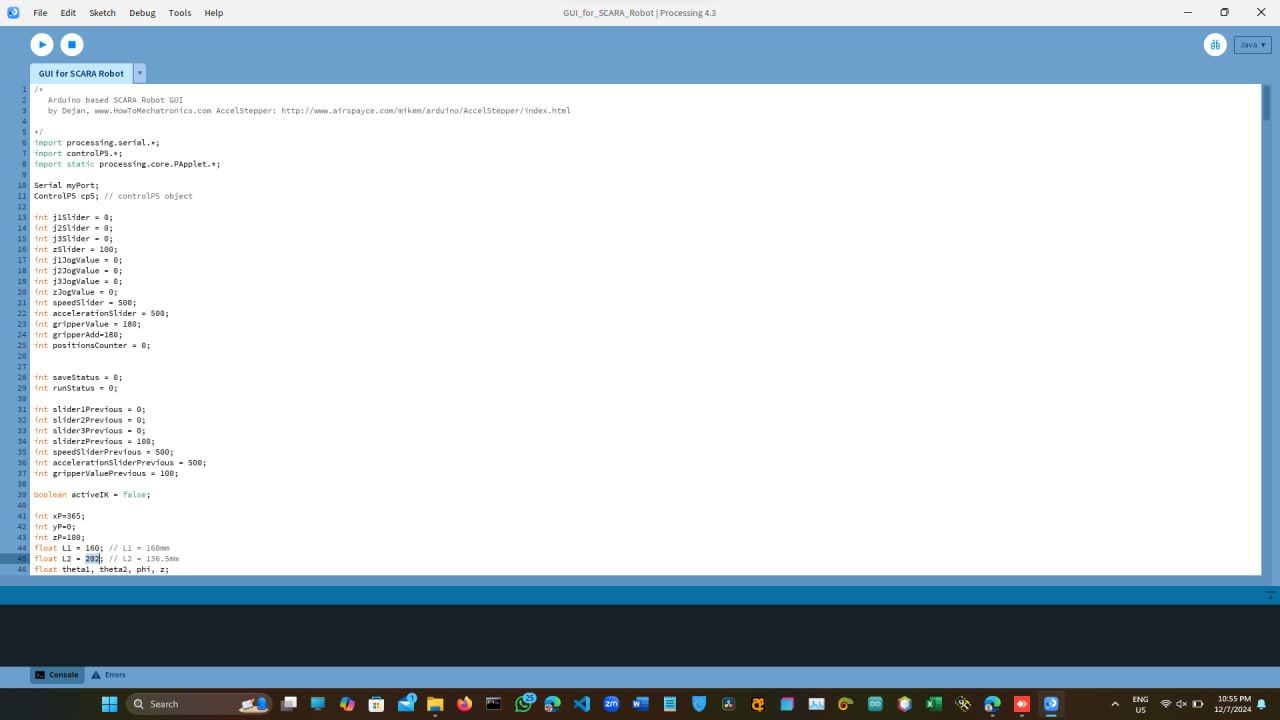 File Edit Sketch Debug Tools Help GUI_for_SCARA_Robot | Processing 4.3
Java ▾
GUI for SCARA Robot ▾
1 /*
2 Arduino based SCARA Robot GUI
3 by Dejan, www.HowToMechatronics.com AccelStepper: http://www.airspayce.com/mikem/arduino/AccelStepper/index.html
4
5 */
6 import processing.serial.*;
7 import controlP5.*;
8 import static processing.core.PApplet.*;
9
10 Serial myPort;
11 ControlP5 cp5; // controlP5 object
12
13 int j1Slider = 0;
14 int j2Slider = 0;
15 int j3Slider = 0;
16 int zSlider = 100;
17 int j1JogValue = 0;
18 int j2JogValue = 0;
19 int j3JogValue = 0;
20 int zJogValue = 0;
21 int speedSlider = 500;
22 int accelerationSlider = 500;
23 int gripperValue = 180;
24 int gripperAdd=180;
25 int positionsCounter = 0;
26
27
28 int saveStatus = 0;
29 int runStatus = 0;
30
31 int slider1Previous = 0;
32 int slider2Previous = 0;
33 int slider3Previous = 0;
34 int sliderzPrevious = 100;
35 int speedSliderPrevious = 500;
36 int accelerationSliderPrevious = 500;
37 int gripperValuePrevious = 100;
38
39 boolean activeIK = false;
40
41 int xP=365;
42 int yP=0;
43 int zP=100;
44 float L1 = 160; // L1 = 160mm
45 float L2 = 202; // L2 = 136.5mm
46 float theta1, theta2, phi, z;
Console Errors
Search 1 25 zm ENG 10:55 PM
US 12/7/2024